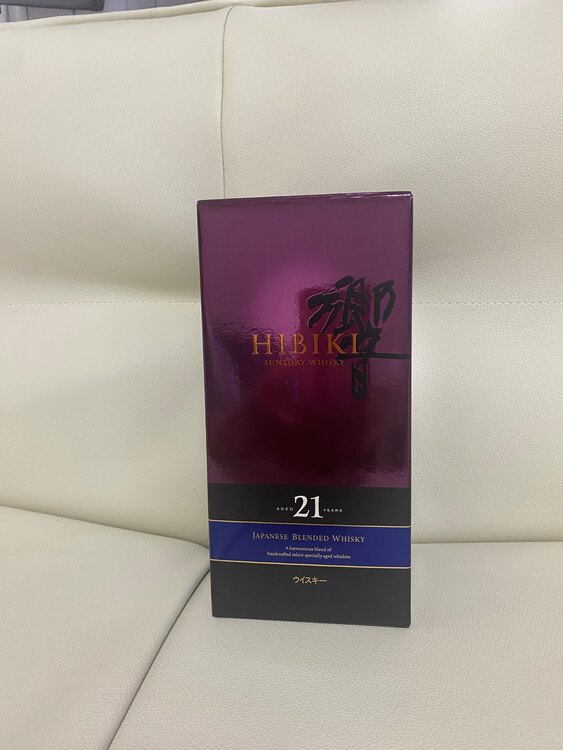 響
HIBIKI
SUNTORY WHISKY
AGED 21 YEARS
JAPANESE BLENDED WHISKY
A harmonious blend of
handcrafted select specially aged whiskies
ウイスキー